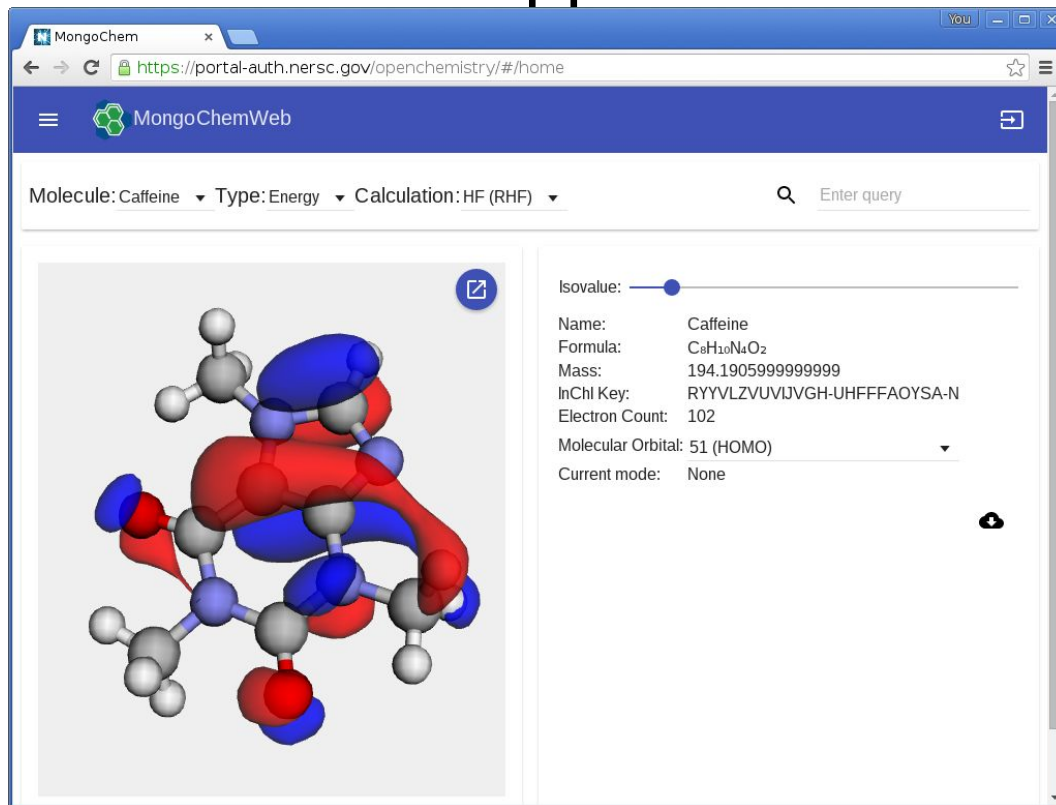 You
MongoChem
https://portal-auth.nersc.gov/openchemistry/#/home
MongoChemWeb
Molecule: Caffeine Type: Energy Calculation: HF (RHF) Enter query
Isovalue:
Name: Caffeine
Formula: C₈H₁₀N₄O₂
Mass: 194.1905999999999
InChI Key: RYYVLZVUVIJVGH-UHFFFAOYSA-N
Electron Count: 102
Molecular Orbital: 51 (HOMO)
Current mode: None